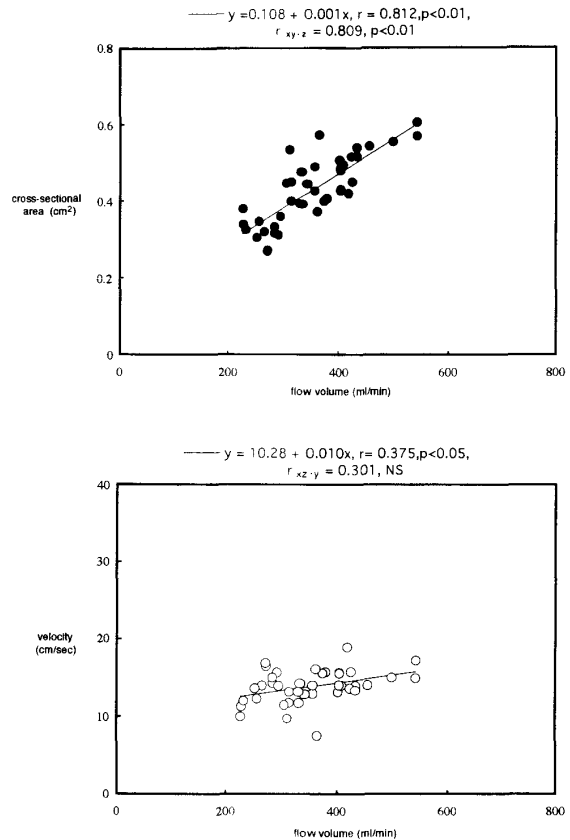 y =0.108 + 0.001x, r = 0.812,p<0.01,
r xy·z = 0.809, p<0.01
0.8
0.6
cross-sectional
area (cm²)
0.4
0.2
0
0 200 400 600 800
flow volume (ml/min)
y = 10.28 + 0.010x, r= 0.375,p<0.05,
r xz·y = 0.301, NS
40
30
velocity
(cm/sec)
20
10
0
0 200 400 600 800
flow volume (ml/min)